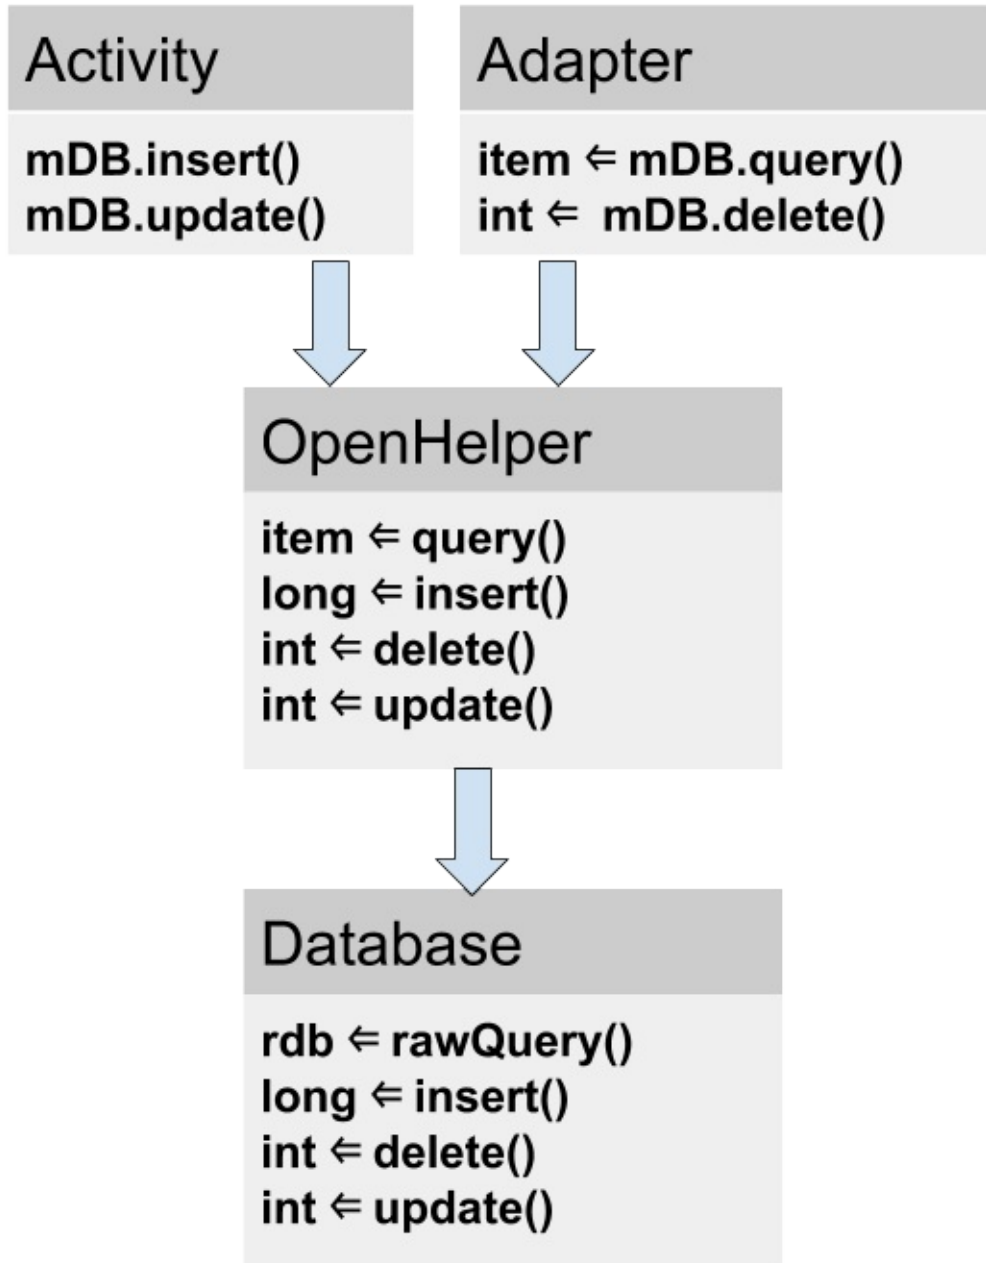 Activity
mDB.insert()
mDB.update()
Adapter
item ⇐ mDB.query()
int ⇐ mDB.delete()
OpenHelper
item ⇐ query()
long ⇐ insert()
int ⇐ delete()
int ⇐ update()
Database
rdb ⇐ rawQuery()
long ⇐ insert()
int ⇐ delete()
int ⇐ update()